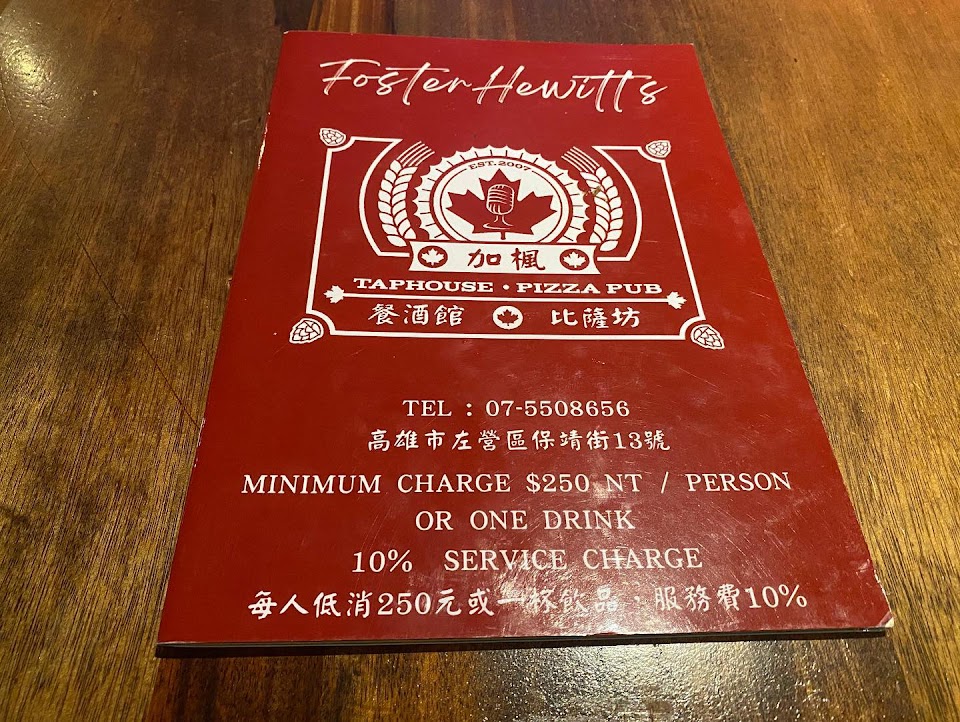 Foster Hewitt's
EST. 2007
加楓
TAPHOUSE · PIZZA PUB
餐酒館 比薩坊
TEL : 07-5508656
高雄市左營區保靖街13號
MINIMUM CHARGE $250 NT / PERSON
OR ONE DRINK
10% SERVICE CHARGE
每人低消250元或一杯飲品，服務費10%